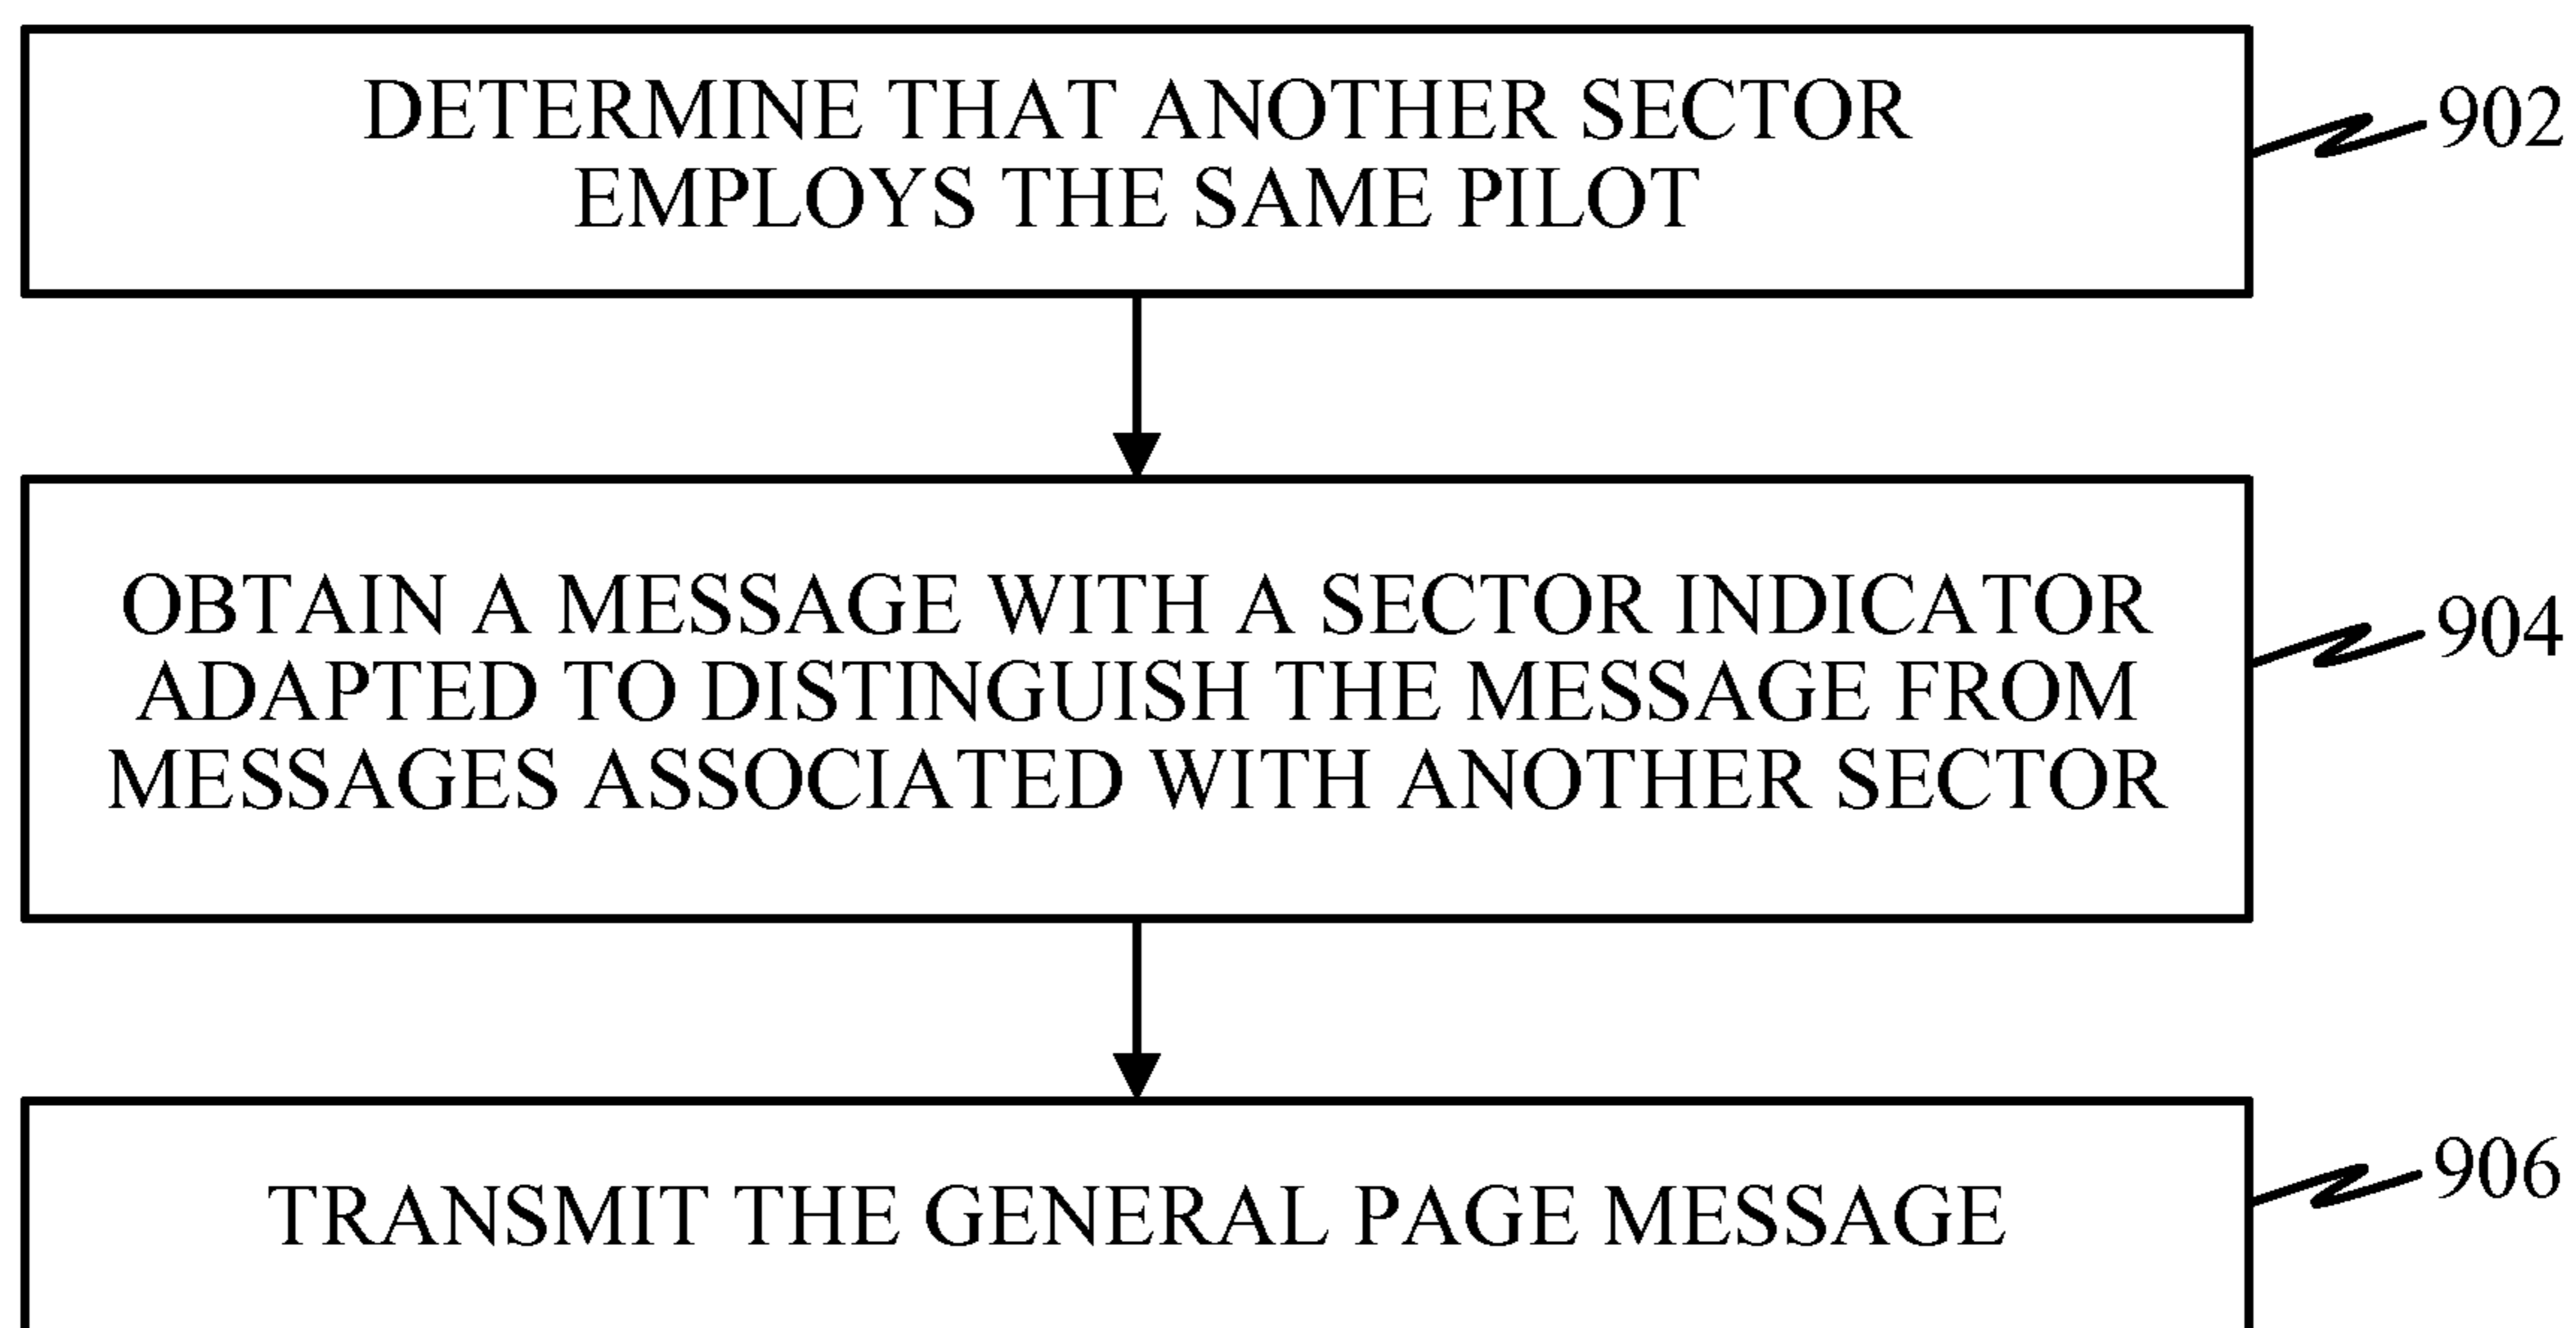 DETERMINE THAT ANOTHER SECTOR
EMPLOYS THE SAME PILOT
902
OBTAIN A MESSAGE WITH A SECTOR INDICATOR
ADAPTED TO DISTINGUISH THE MESSAGE FROM
MESSAGES ASSOCIATED WITH ANOTHER SECTOR
904
TRANSMIT THE GENERAL PAGE MESSAGE
906